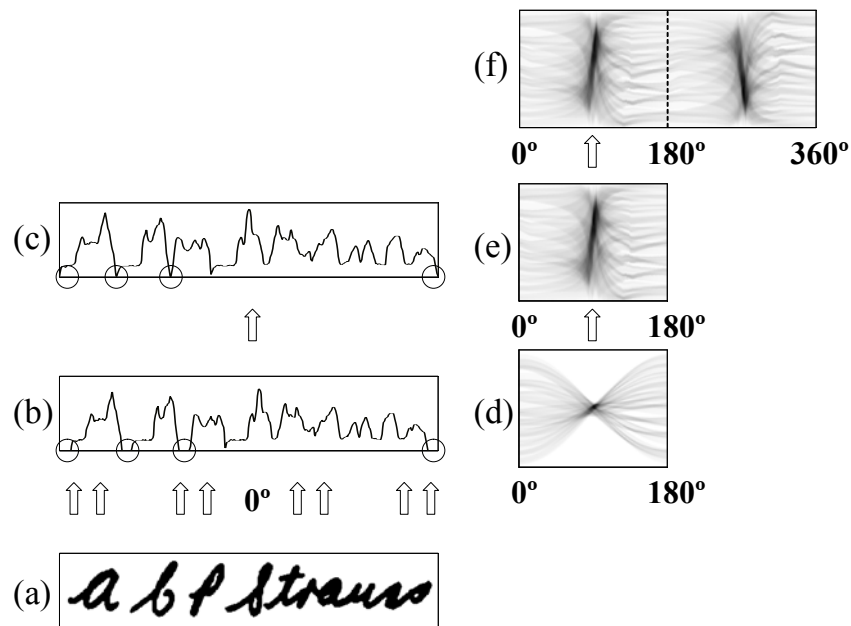 (f)
0º 180º 360º
(c)
(e)
0º 180º
(b)
(d)
0º
0º 180º
(a) a b P Strauss